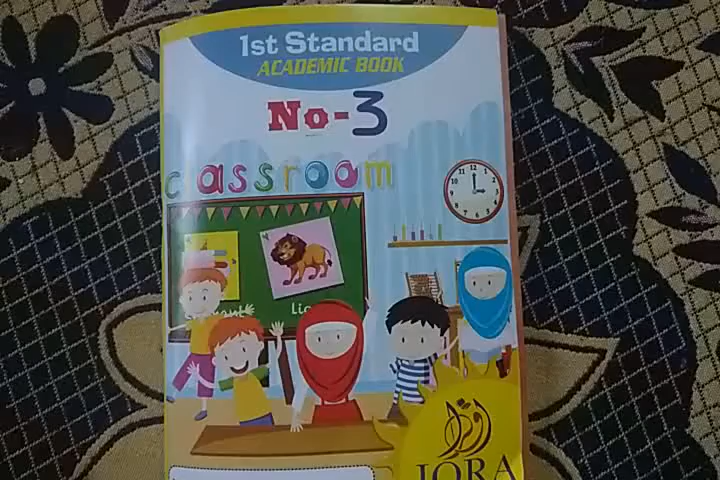 1st Standard
ACADEMIC BOOK
No-3
classroom
IQRA